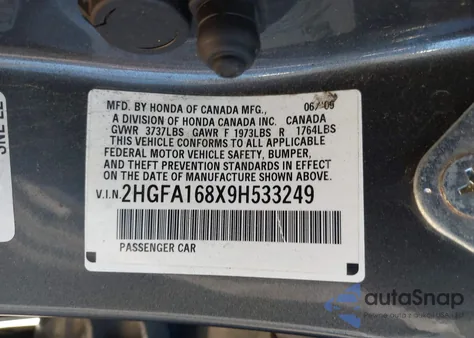 MFD. BY HONDA OF CANADA MFG., 06/09
A DIVISION OF HONDA CANADA INC. CANADA
GVWR 3737LBS GAWR F 1973LBS R 1764LBS
THIS VEHICLE CONFORMS TO ALL APPLICABLE
FEDERAL MOTOR VEHICLE SAFETY, BUMPER,
AND THEFT PREVENTION STANDARDS IN EFFECT
ON THE DATE OF MANUFACTURE SHOWN ABOVE.
V.I.N. 2HGFA168X9H533249
PASSENGER CAR
autoSnap